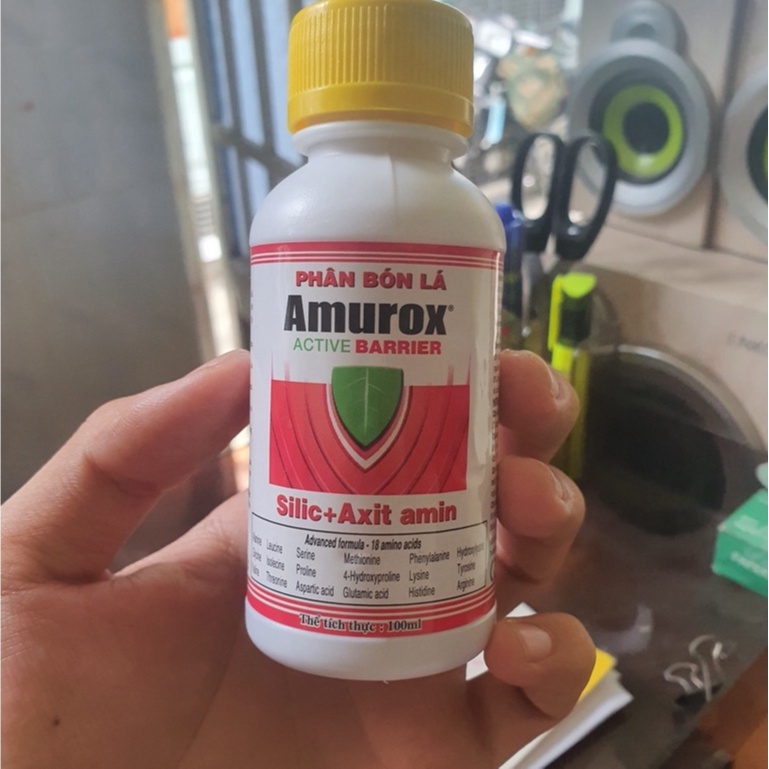 PHÂN BÓN LÁ
Amurox®
ACTIVE BARRIER
Silic+Axit amin
Advanced formula - 18 amino acids
Leucine Serine Methionine Phenylalanine
Isolecine Proline 4-Hydroxyproline Lysine Tyrosine
Threonine Aspartic acid Glutamic acid Histidine Arginine
Thể tích thực : 100ml